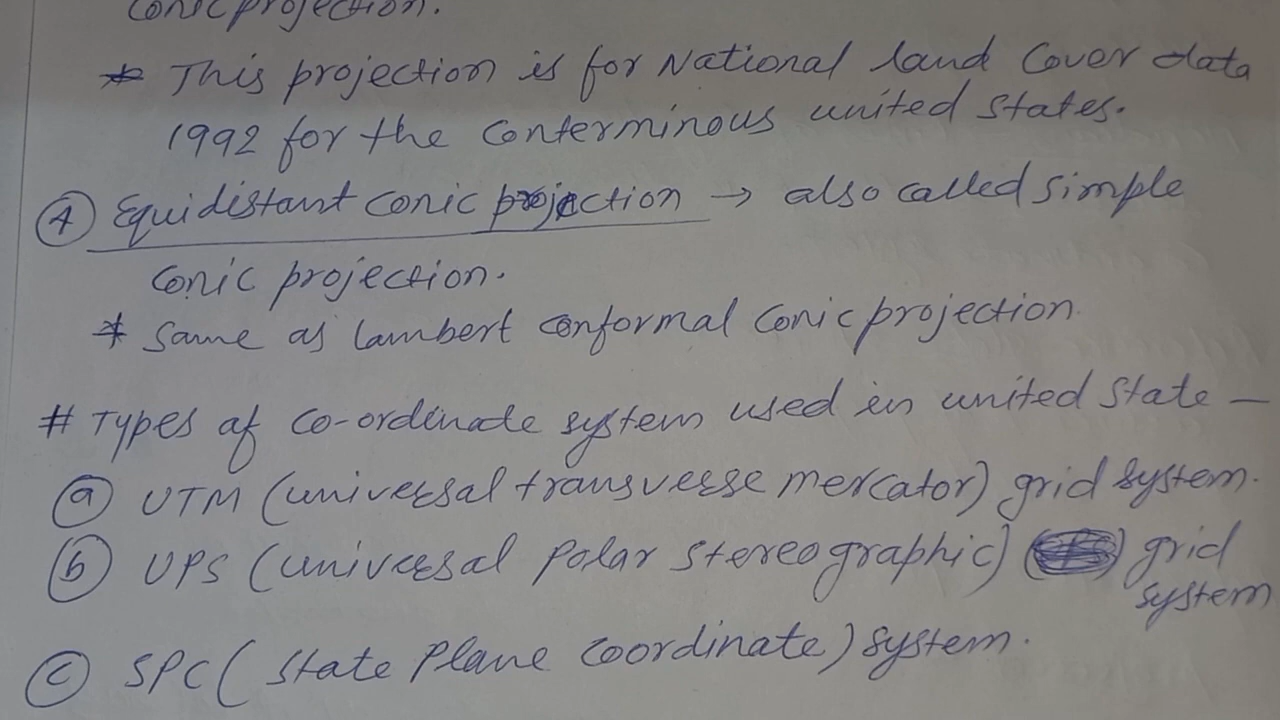 conic projection.
* This projection is for National land Cover data
1992 for the conterminous united states.
④ Equidistant conic projection → also called simple
conic projection.
* Same as lambert conformal conic projection
# Types of co-ordinate system used in united state —
ⓐ UTM (universal transverse mercator) grid system.
ⓑ UPS (universal polar stereographic) grid
system
ⓒ SPC (state plane coordinate) system.